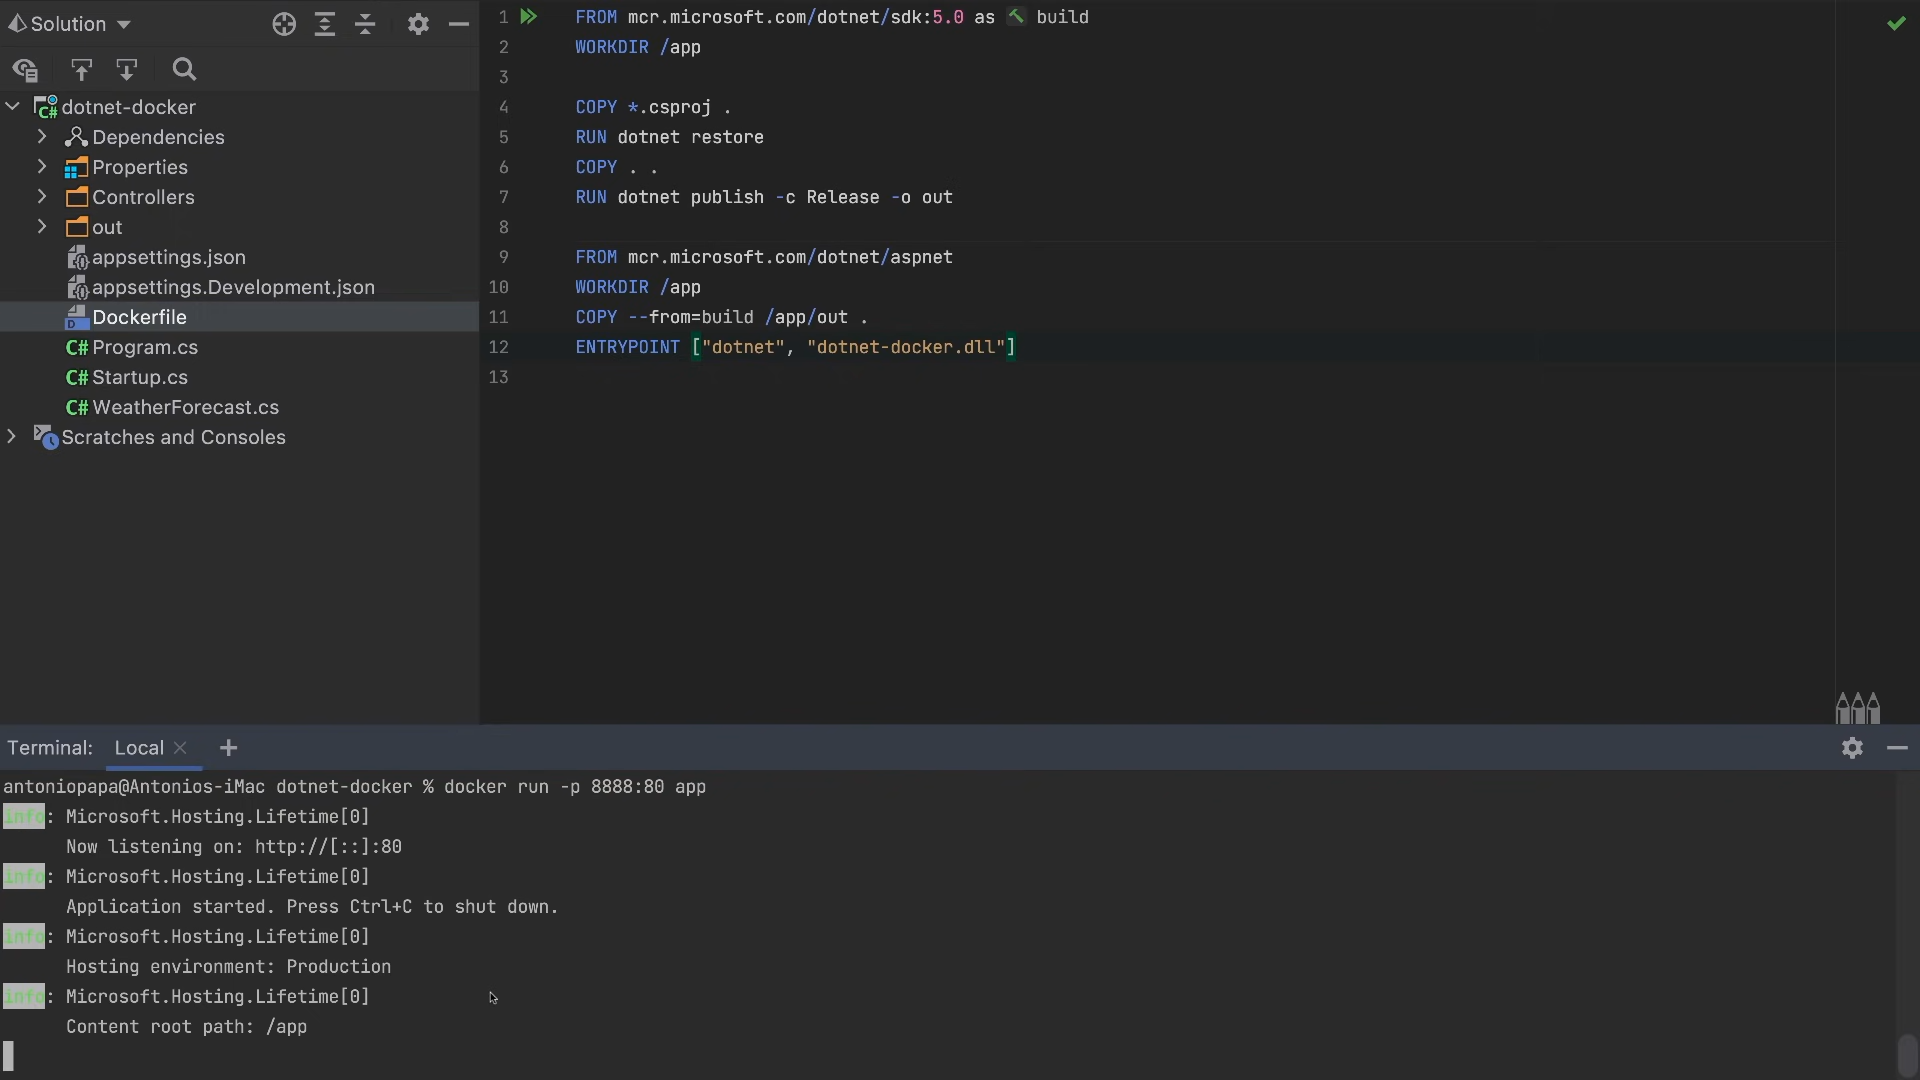 Solution
dotnet-docker
Dependencies
Properties
Controllers
out
appsettings.json
appsettings.Development.json
Dockerfile
C# Program.cs
C# Startup.cs
C# WeatherForecast.cs
Scratches and Consoles
1 FROM mcr.microsoft.com/dotnet/sdk:5.0 as build
2 WORKDIR /app
3
4 COPY *.csproj .
5 RUN dotnet restore
6 COPY . .
7 RUN dotnet publish -c Release -o out
8
9 FROM mcr.microsoft.com/dotnet/aspnet
10 WORKDIR /app
11 COPY --from=build /app/out .
12 ENTRYPOINT ["dotnet", "dotnet-docker.dll"]
13
Terminal: Local
antoniopapa@Antonios-iMac dotnet-docker % docker run -p 8888:80 app
info: Microsoft.Hosting.Lifetime[0]
Now listening on: http://[::]:80
info: Microsoft.Hosting.Lifetime[0]
Application started. Press Ctrl+C to shut down.
info: Microsoft.Hosting.Lifetime[0]
Hosting environment: Production
info: Microsoft.Hosting.Lifetime[0]
Content root path: /app